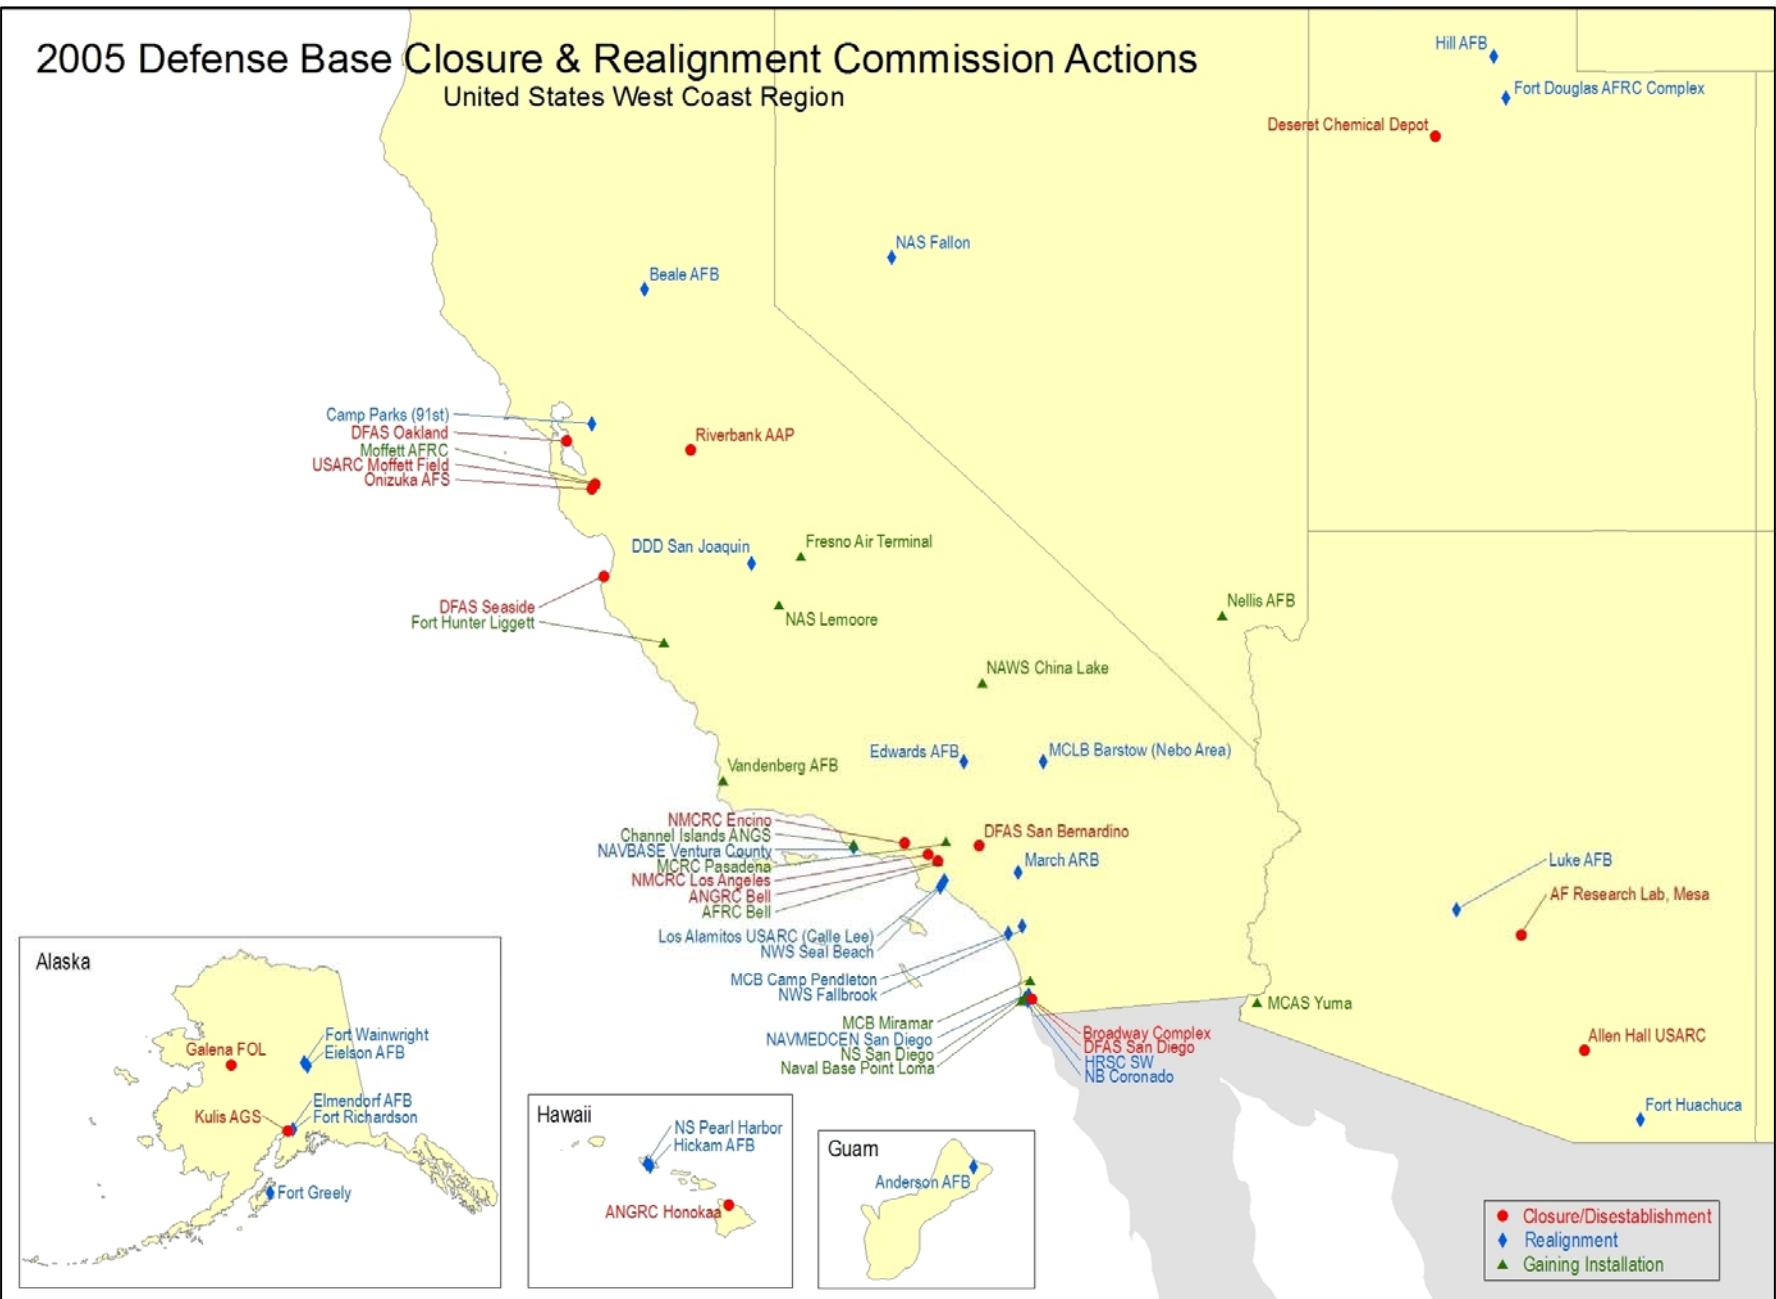 2005 Defense Base Closure & Realignment Commission Actions
United States West Coast Region
Hill AFB
Fort Douglas AFRC Complex
Deseret Chemical Depot
NAS Fallon
Beale AFB
Camp Parks (91st)
DFAS Oakland
Moffett AFRC
USARC Moffett Field
Onizuka AFS
Riverbank AAP
DDD San Joaquin
Fresno Air Terminal
DFAS Seaside
Fort Hunter Liggett
NAS Lemoore
Nellis AFB
NAWS China Lake
Edwards AFB
MCLB Barstow (Nebo Area)
Vandenberg AFB
NMCRC Encino
Channel Islands ANGS
NAVBASE Ventura County
MCRC Pasadena
NMCRC Los Angeles
ANGRC Bell
AFRC Bell
DFAS San Bernardino
March ARB
Luke AFB
AF Research Lab, Mesa
Los Alamitos USARC (Calle Lee)
NWS Seal Beach
MCB Camp Pendleton
NWS Fallbrook
MCB Miramar
NAVMEDCEN San Diego
NS San Diego
Naval Base Point Loma
Broadway Complex
DFAS San Diego
HRSC SW
NB Coronado
MCAS Yuma
Allen Hall USARC
Fort Huachuca
Alaska
Fort Wainwright
Eielson AFB
Galena FOL
Elmendorf AFB
Fort Richardson
Kulis AGS
Fort Greely
Hawaii
NS Pearl Harbor
Hickam AFB
ANGRC Honokaa
Guam
Anderson AFB
Closure/Disestablishment
Realignment
Gaining Installation